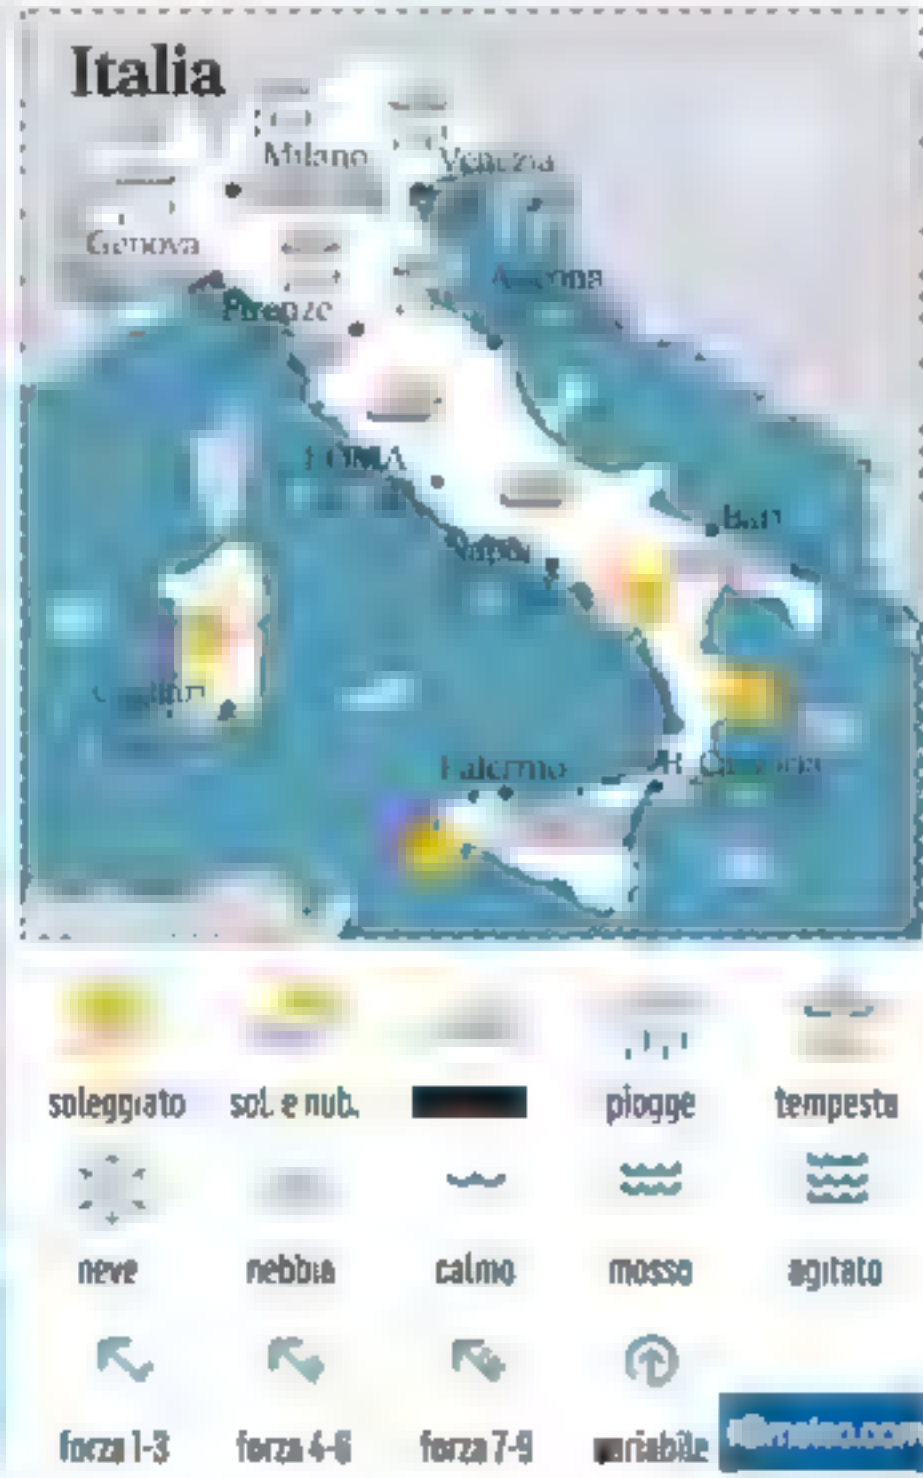 Italia
Milano
Venezia
Genova
Ancona
Firenze
ROMA
Bari
Napoli
Cagliari
Palermo
soleggiato sol. e nub. piogge tempesta
neve nebbia calmo mosso agitato
forza 1-3 forza 4-6 forza 7-9 variabile